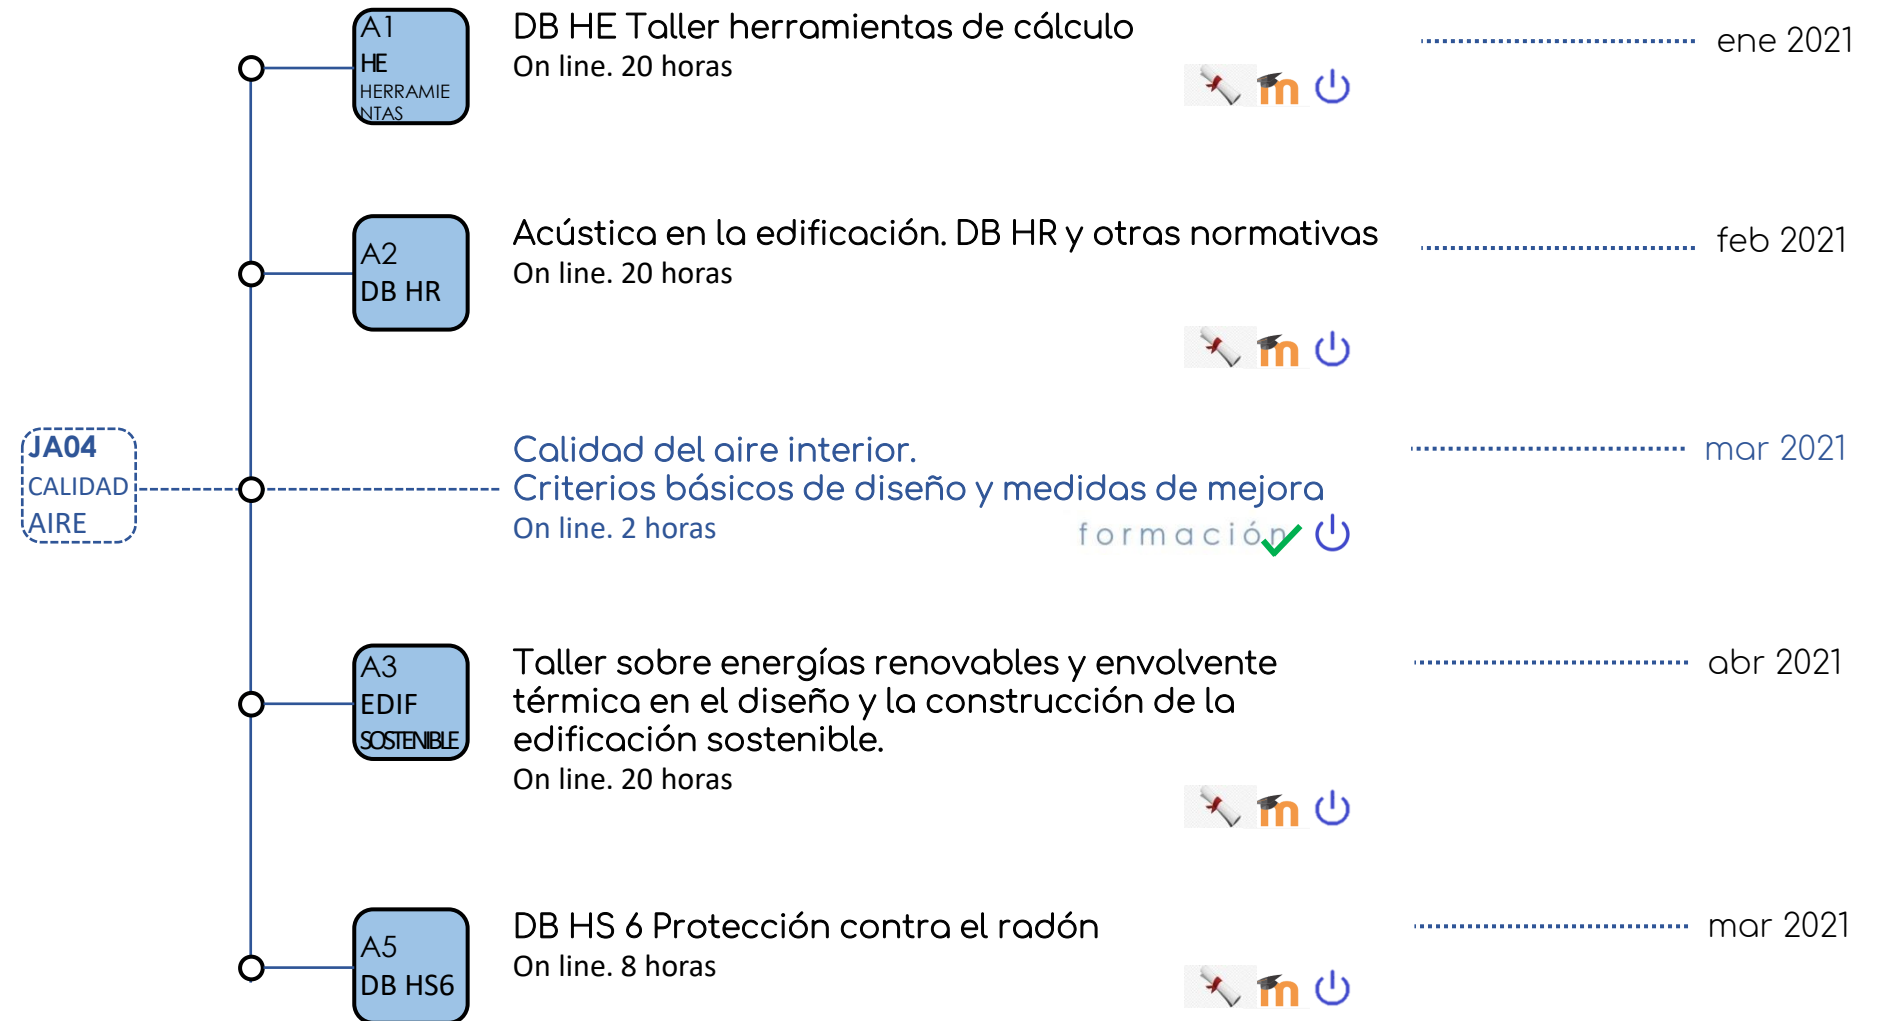 A1
HE
HERRAMIE
NTAS
DB HE Taller herramientas de cálculo
On line. 20 horas
ene 2021
m
A2
DB HR
Acústica en la edificación. DB HR y otras normativas
On line. 20 horas
feb 2021
m
JA04
CALIDAD
AIRE
Calidad del aire interior.
Criterios básicos de diseño y medidas de mejora
On line. 2 horas
mar 2021
formación
A3
EDIF
SOSTENIBLE
Taller sobre energías renovables y envolvente
térmica en el diseño y la construcción de la
edificación sostenible.
On line. 20 horas
abr 2021
m
A5
DB HS6
DB HS 6 Protección contra el radón
On line. 8 horas
mar 2021
m